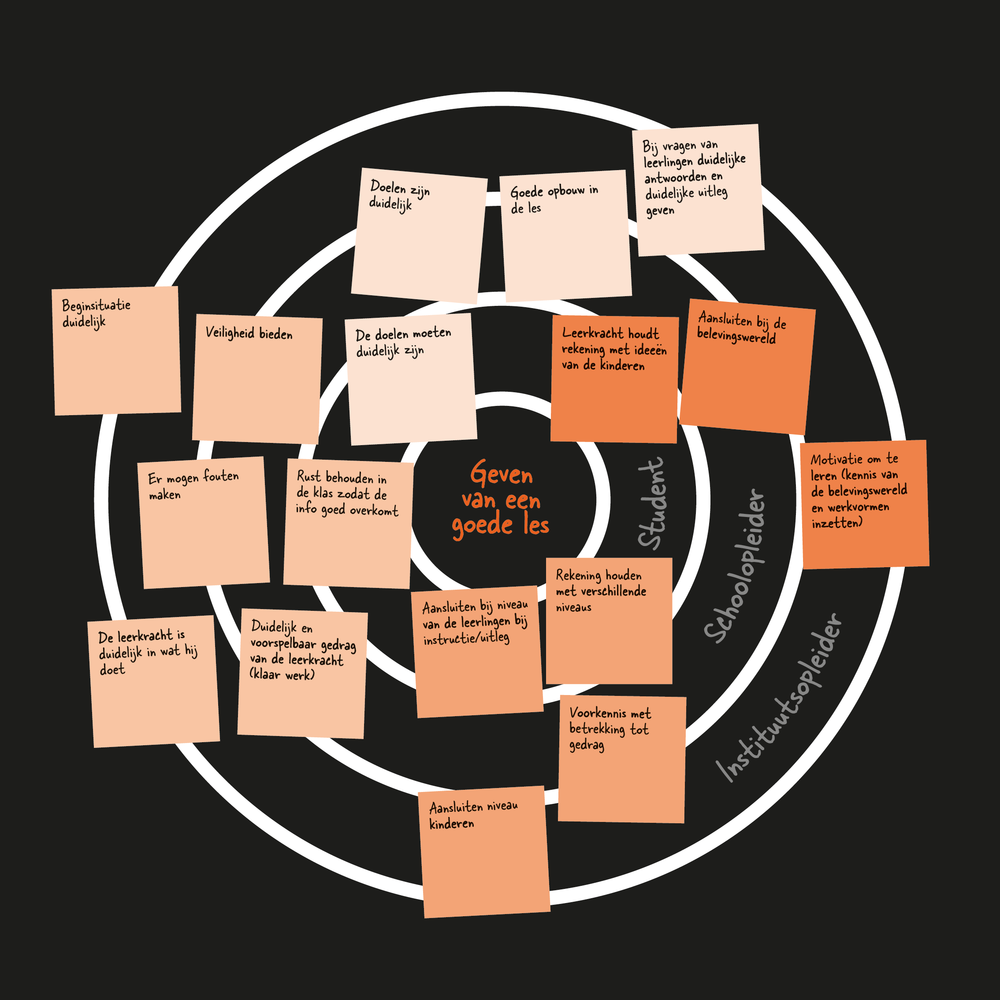 Bij vragen van
leerlingen duidelijke
antwoorden en
duidelijke uitleg
geven
Doelen zijn
duidelijk
Goede opbouw in
de les
Beginsituatie
duidelijk
Veiligheid bieden
De doelen moeten
duidelijk zijn
Leerkracht houdt
rekening met ideeën
van de kinderen
Aansluiten bij de
belevingswereld
Er mogen fouten
maken
Rust behouden in
de klas zodat de
info goed overkomt
Geven
van een
goede les
Student
Schoolopleider
Instituutsopleider
Motivatie om te
leren (kennis van
de belevingswereld
en werkvormen
inzetten)
De leerkracht is
duidelijk in wat hij
doet
Duidelijk en
voorspelbaar gedrag
van de leerkracht
(klaar werk)
Aansluiten bij niveau
van de leerlingen bij
instructie/uitleg
Rekening houden
met verschillende
niveaus
Voorkennis met
betrekking tot
gedrag
Aansluiten niveau
kinderen